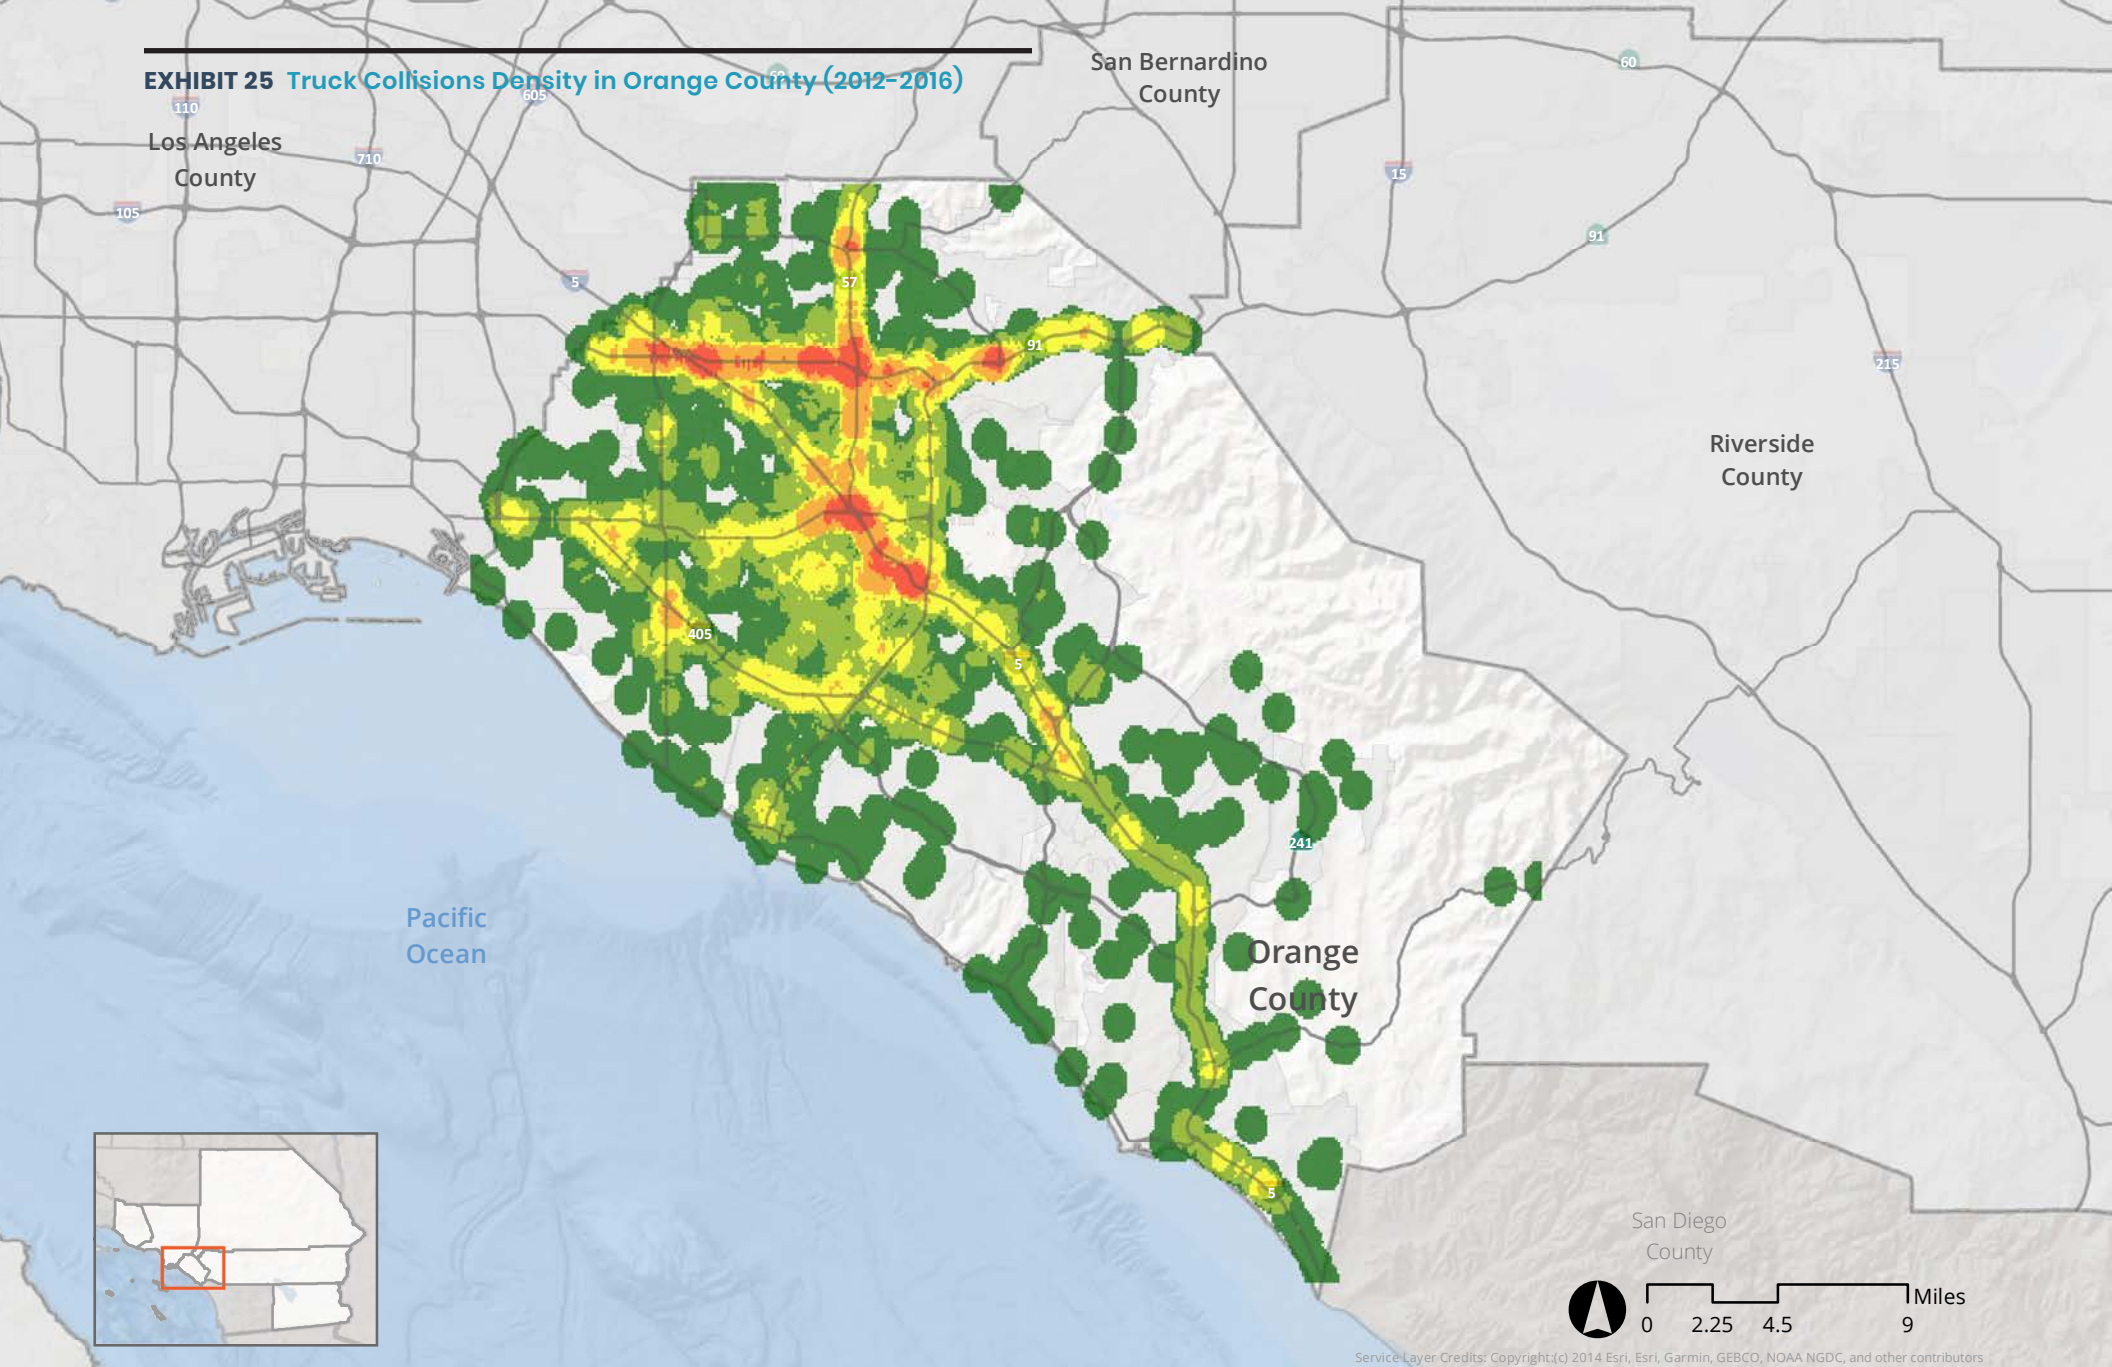 EXHIBIT 25 Truck Collisions Density in Orange County (2012-2016)
San Bernardino
County
60
60
605
110
Los Angeles
County
710
15
105
91
5
57
91
215
Riverside
County
405
5
241
Pacific
Ocean
Orange
County
5
San Diego
County
Miles
0 2.25 4.5 9
Service Layer Credits: Copyright:(c) 2014 Esri, Esri, Garmin, GEBCO, NOAA NGDC, and other contributors